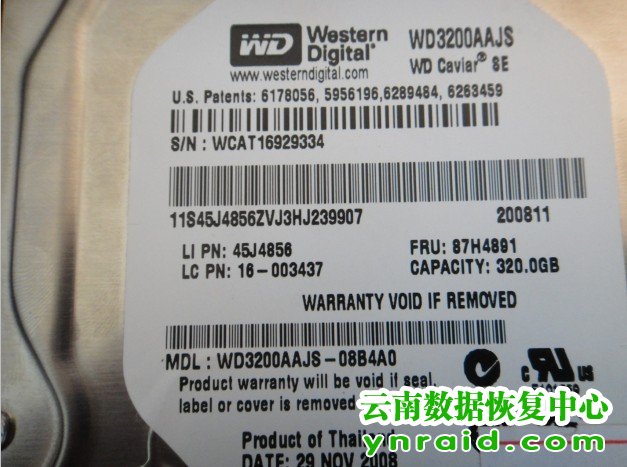 WD Western Digital® WD3200AAJS
www.westerndigital.com WD Caviar® SE
U.S. Patents: 6178056, 5956196,6289484, 6263459
S/N : WCAT16929334
11S45J4856ZVJ3HJ239907 200811
LI PN: 45J4856 FRU: 87H4891
LC PN: 16-003437 CAPACITY: 320.0GB
WARRANTY VOID IF REMOVED
MDL : WD3200AAJS-08B4A0
Product warranty will be void if seal,
label or cover is removed
c RU us
云南数据恢复中心
Product of Thailand
ynraid.com
DATE: 29 NOV 2008